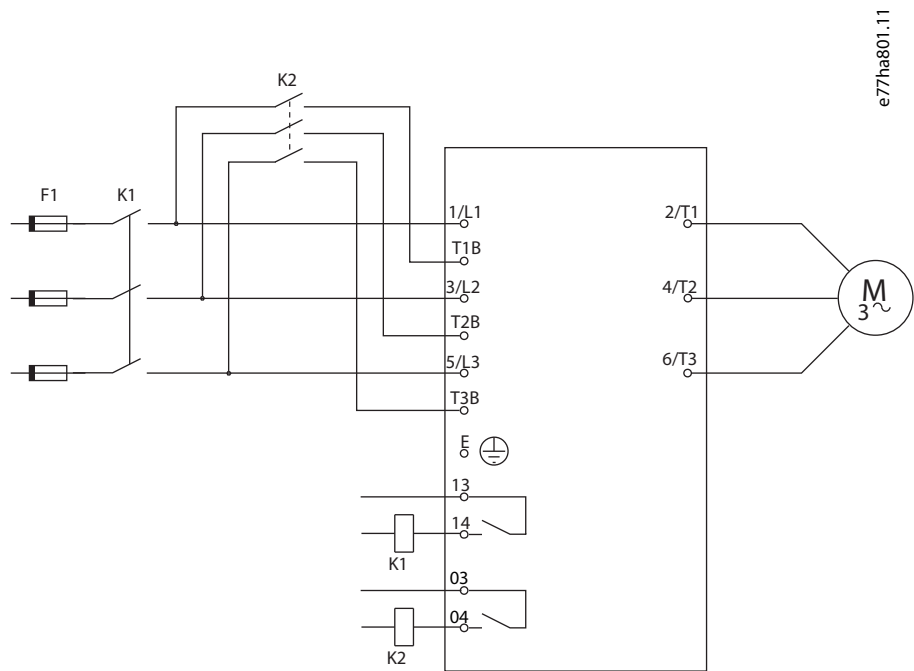 e77ha801.11
K2
F1
K1
1/L1
2/T1
T1B
3/L2
4/T2
M
3~
T2B
5/L3
6/T3
T3B
E
13
14
K1
03
04
K2